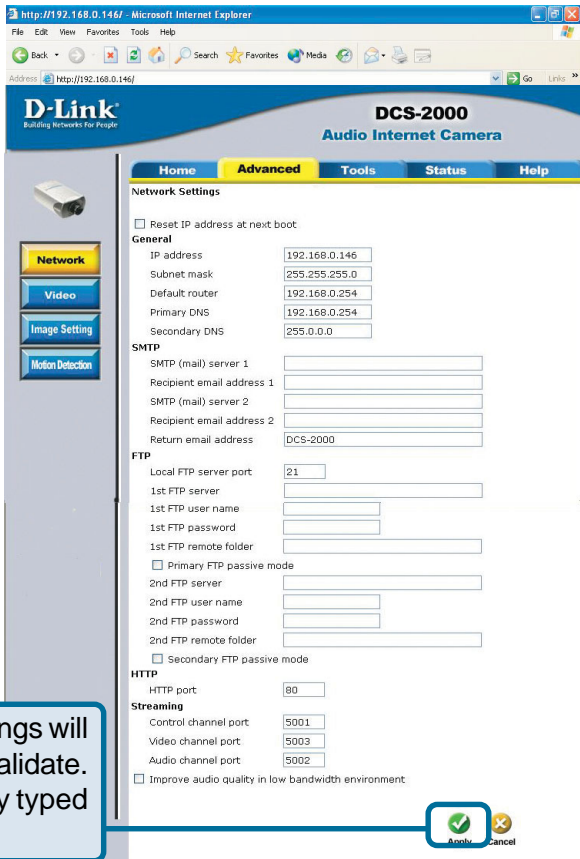 http://192.168.0.146/ - Microsoft Internet Explorer
File Edit View Favorites Tools Help
Back Search Favorites Media
Address http://192.168.0.146/ Go Links »
D-Link
Building Networks for People
DCS-2000
Audio Internet Camera
Home Advanced Tools Status Help
Network
Video
Image Setting
Motion Detection
Network Settings
Reset IP address at next boot
General
IP address 192.168.0.146
Subnet mask 255.255.255.0
Default router 192.168.0.254
Primary DNS 192.168.0.254
Secondary DNS 255.0.0.0
SMTP
SMTP (mail) server 1
Recipient email address 1
SMTP (mail) server 2
Recipient email address 2
Return email address DCS-2000
FTP
Local FTP server port 21
1st FTP server
1st FTP user name
1st FTP password
1st FTP remote folder
Primary FTP passive mode
2nd FTP server
2nd FTP user name
2nd FTP password
2nd FTP remote folder
Secondary FTP passive mode
HTTP
HTTP port 80
Streaming
Control channel port 5001
Video channel port 5003
Audio channel port 5002
Improve audio quality in low bandwidth environment
ngs will
alidate.
y typed
Apply Cancel